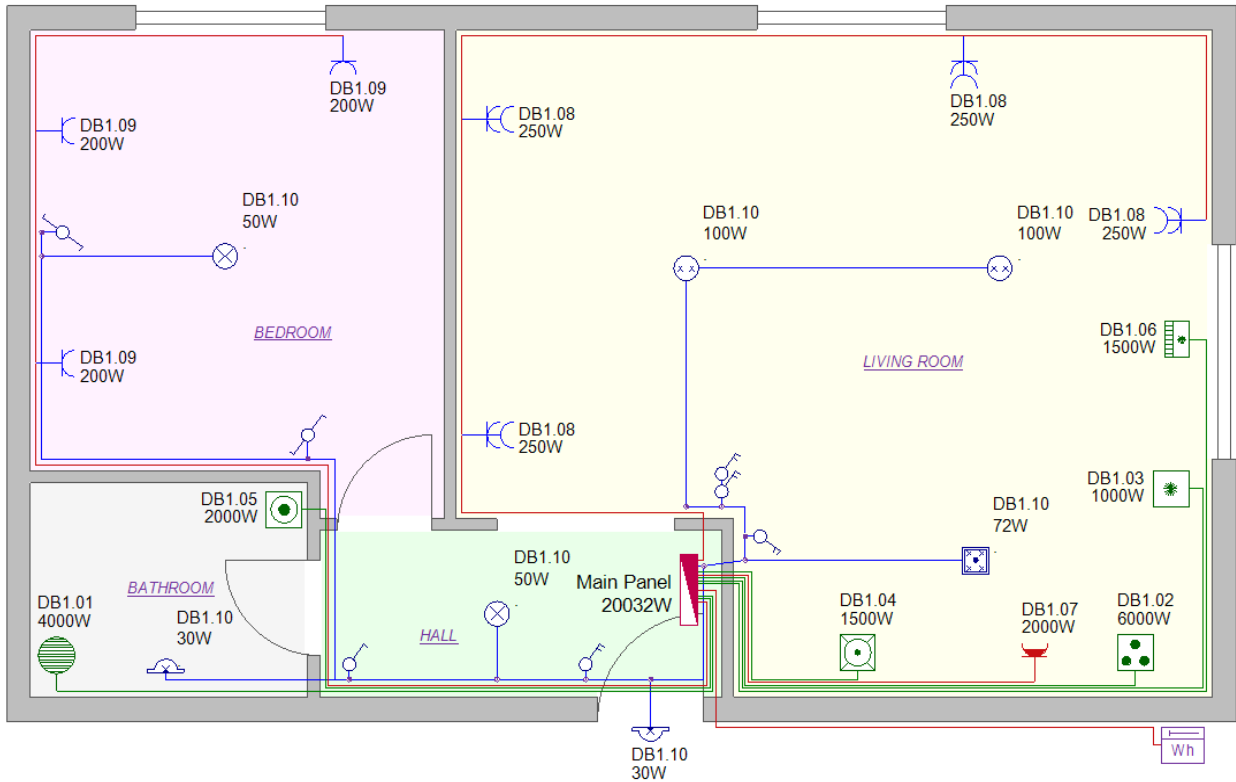 DB1.09
200W
DB1.08
250W
DB1.08
250W
DB1.09
200W
DB1.10
50W
DB1.10
100W
DB1.10
100W
DB1.08
250W
BEDROOM
DB1.09
200W
LIVING ROOM
DB1.06
1500W
DB1.08
250W
DB1.05
2000W
DB1.03
1000W
DB1.10
72W
DB1.10
50W
Main Panel
20032W
BATHROOM
DB1.01
4000W
DB1.10
30W
HALL
DB1.04
1500W
DB1.07
2000W
DB1.02
6000W
DB1.10
30W
Wh